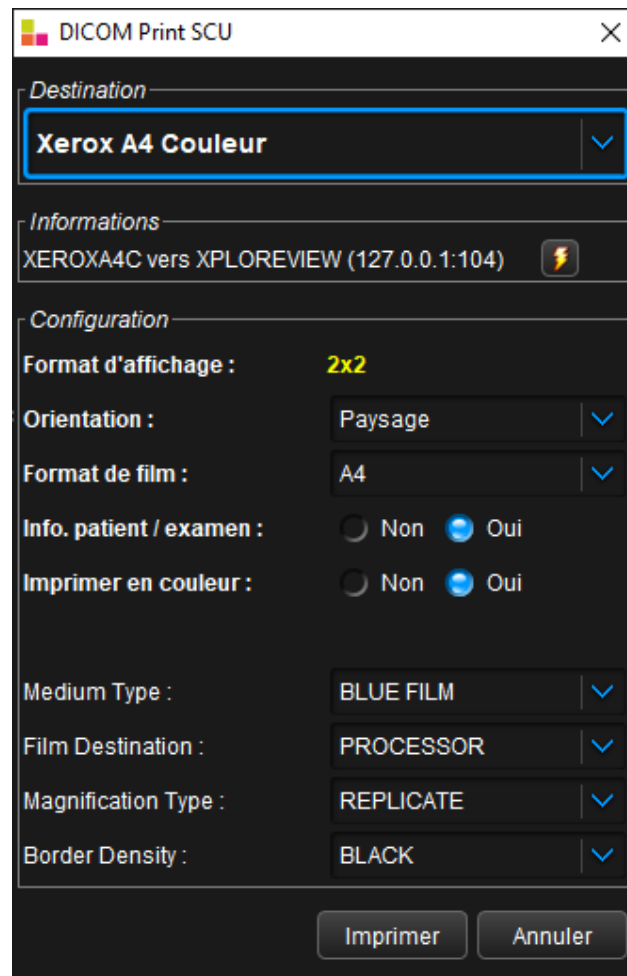 DICOM Print SCU
Destination
Xerox A4 Couleur
Informations
XEROXA4C vers XPLOREVIEW (127.0.0.1:104)
Configuration
Format d'affichage : 2x2
Orientation : Paysage
Format de film : A4
Info. patient / examen : Non Oui
Imprimer en couleur : Non Oui
Medium Type : BLUE FILM
Film Destination : PROCESSOR
Magnification Type : REPLICATE
Border Density : BLACK
Imprimer Annuler